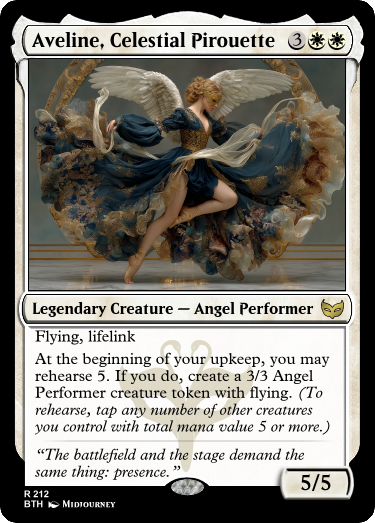 Aveline, Celestial Pirouette 3
Legendary Creature — Angel Performer
Flying, lifelink
At the beginning of your upkeep, you may
rehearse 5. If you do, create a 3/3 Angel
Performer creature token with flying. (To
rehearse, tap any number of other creatures
you control with total mana value 5 or more.)
“The battlefield and the stage demand the
same thing: presence.”
5/5
R 212
BTH Midjourney